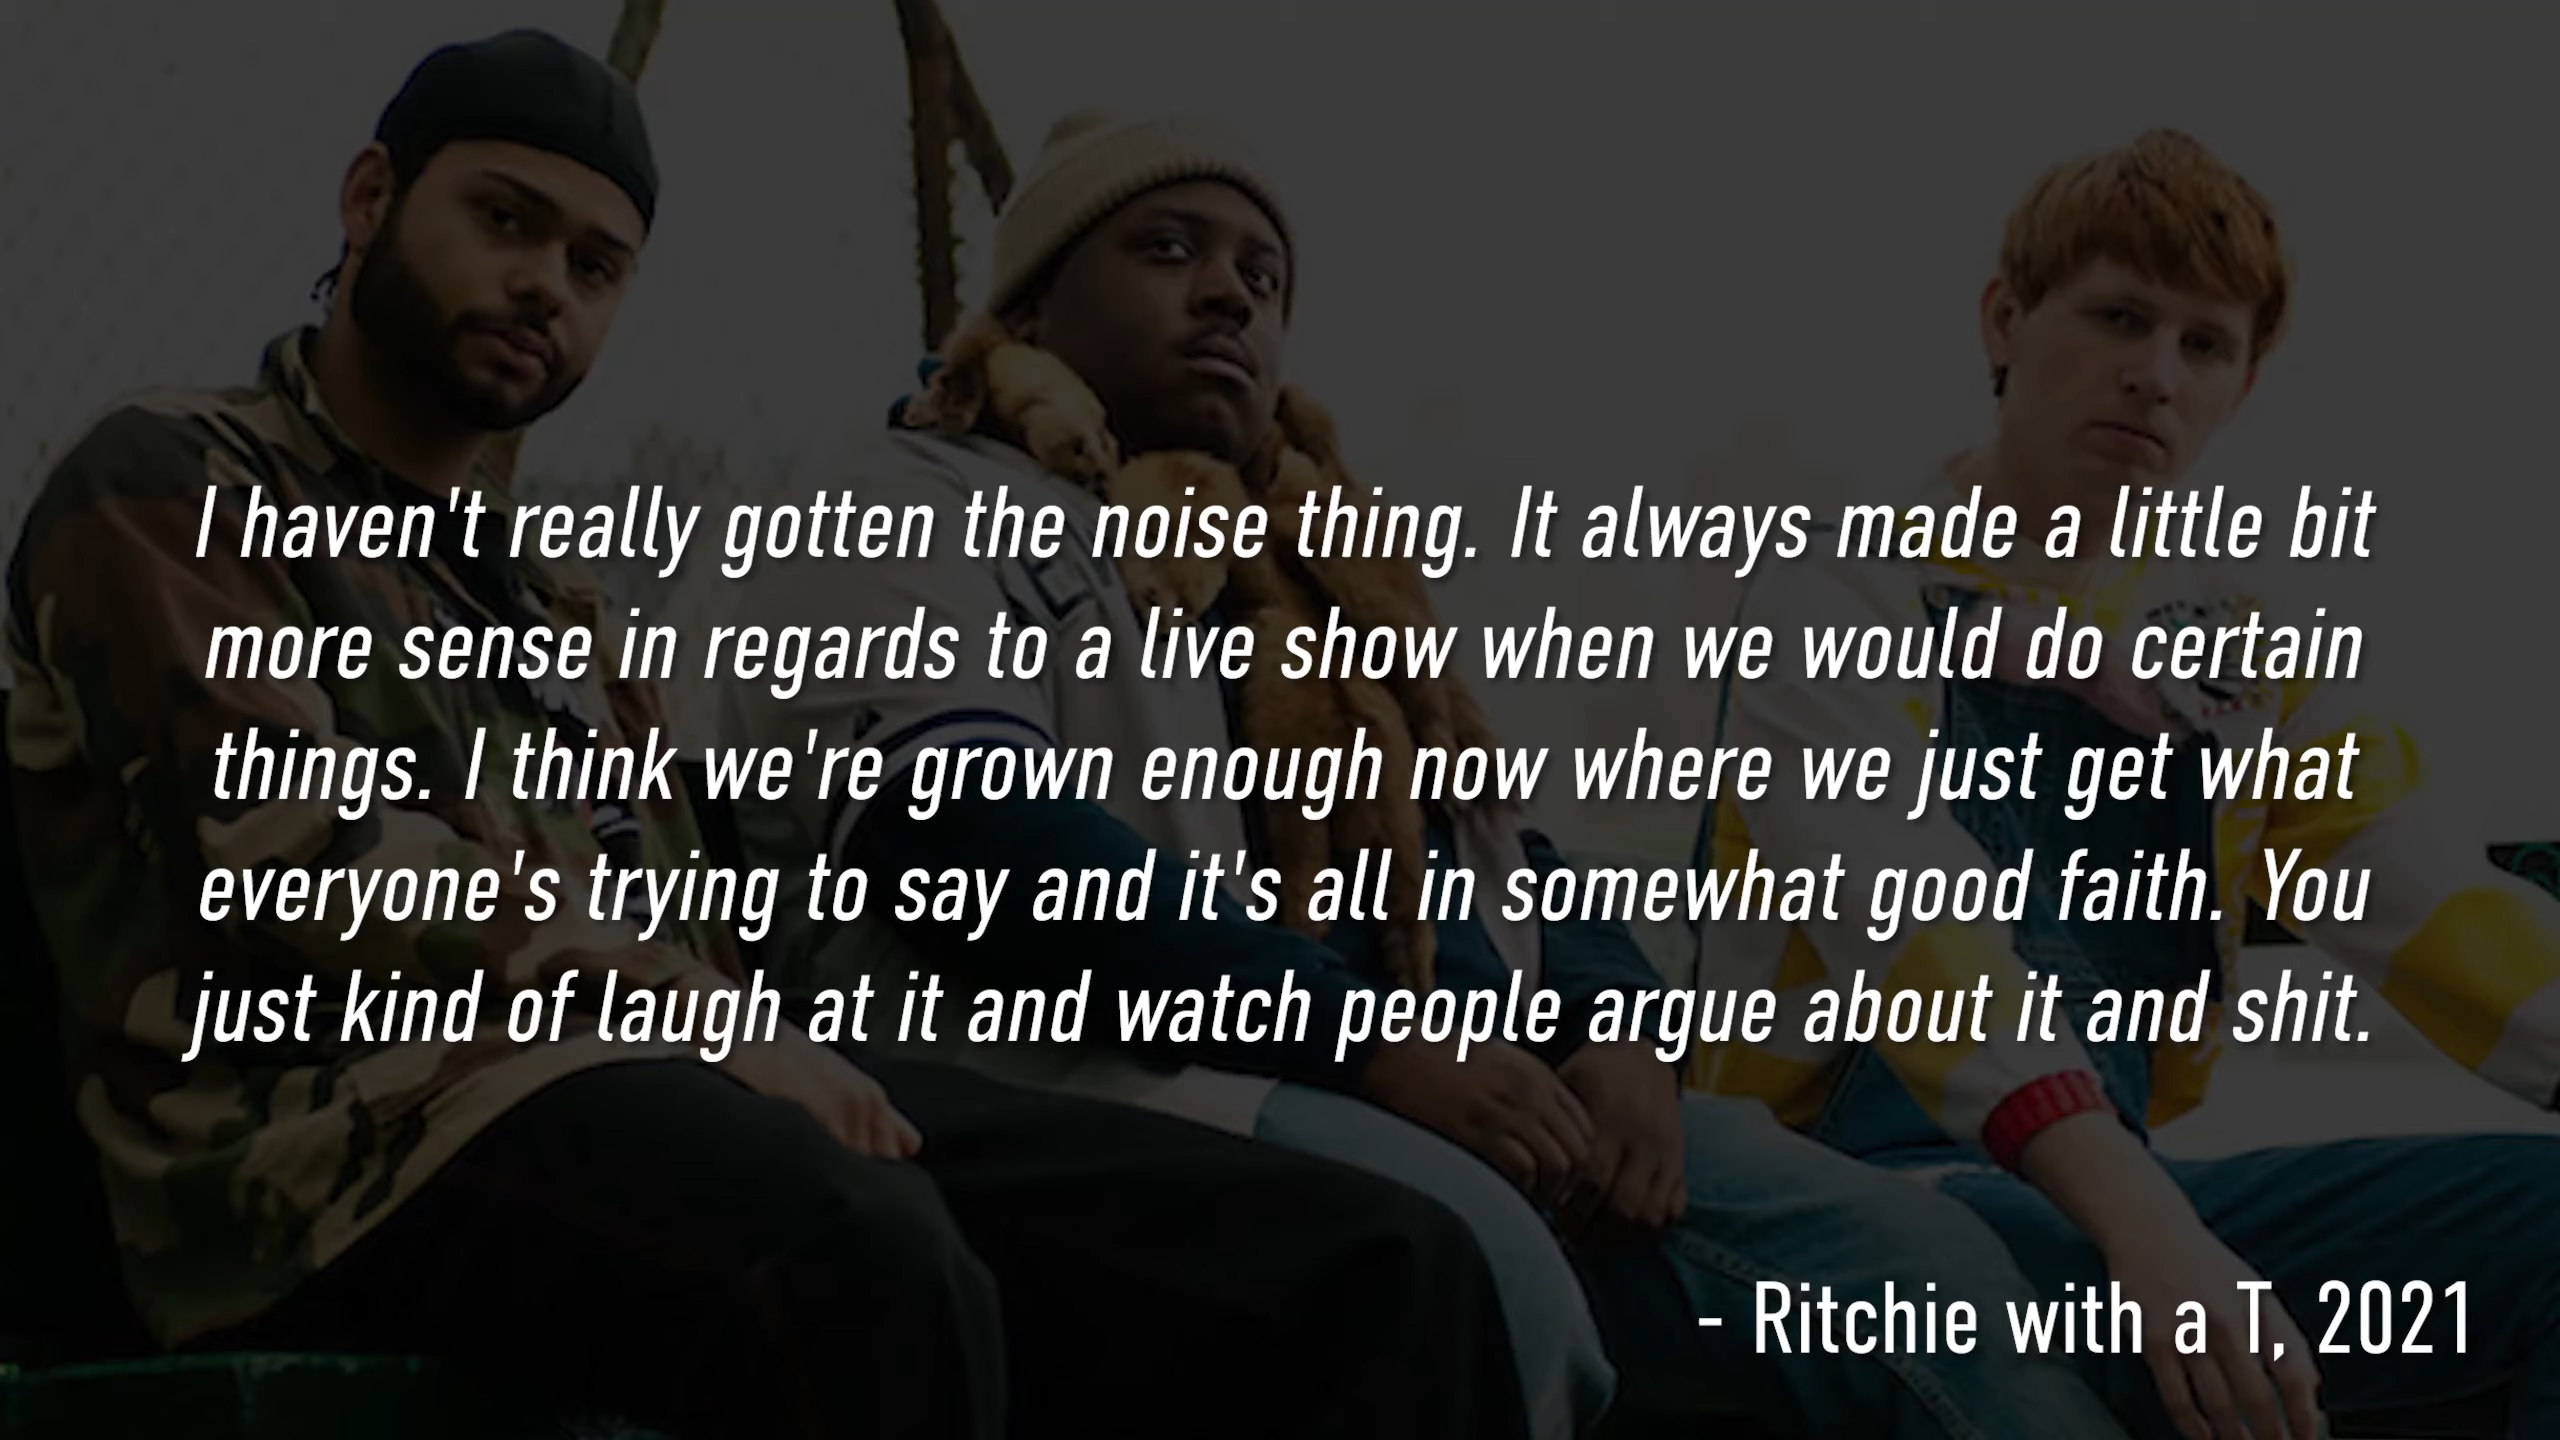 I haven't really gotten the noise thing. It always made a little bit
more sense in regards to a live show when we would do certain
things. I think we're grown enough now where we just get what
everyone's trying to say and it's all in somewhat good faith. You
just kind of laugh at it and watch people argue about it and shit.
- Ritchie with a T, 2021